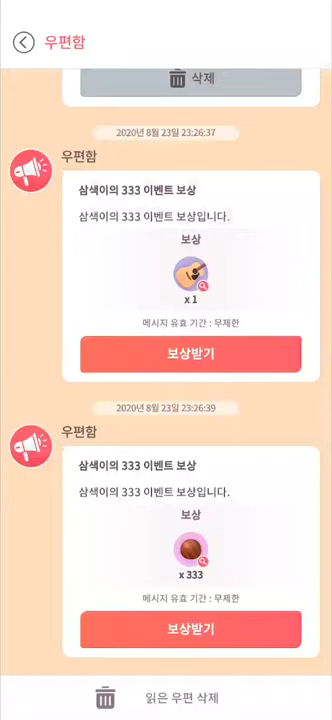 우편함
삭제
2020년 8월 23일 23:26:37
우편함
삼색이의 333 이벤트 보상
삼색이의 333 이벤트 보상입니다.
보상
x 1
메시지 유효 기간 : 무제한
보상받기
2020년 8월 23일 23:26:39
우편함
삼색이의 333 이벤트 보상
삼색이의 333 이벤트 보상입니다.
보상
x 333
메시지 유효 기간 : 무제한
보상받기
읽은 우편 삭제